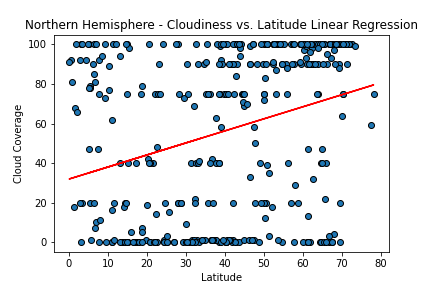 Northern Hemisphere - Cloudiness vs. Latitude Linear Regression
100
80
60
40
20
0
Cloud Coverage
0 10 20 30 40 50 60 70 80
Latitude